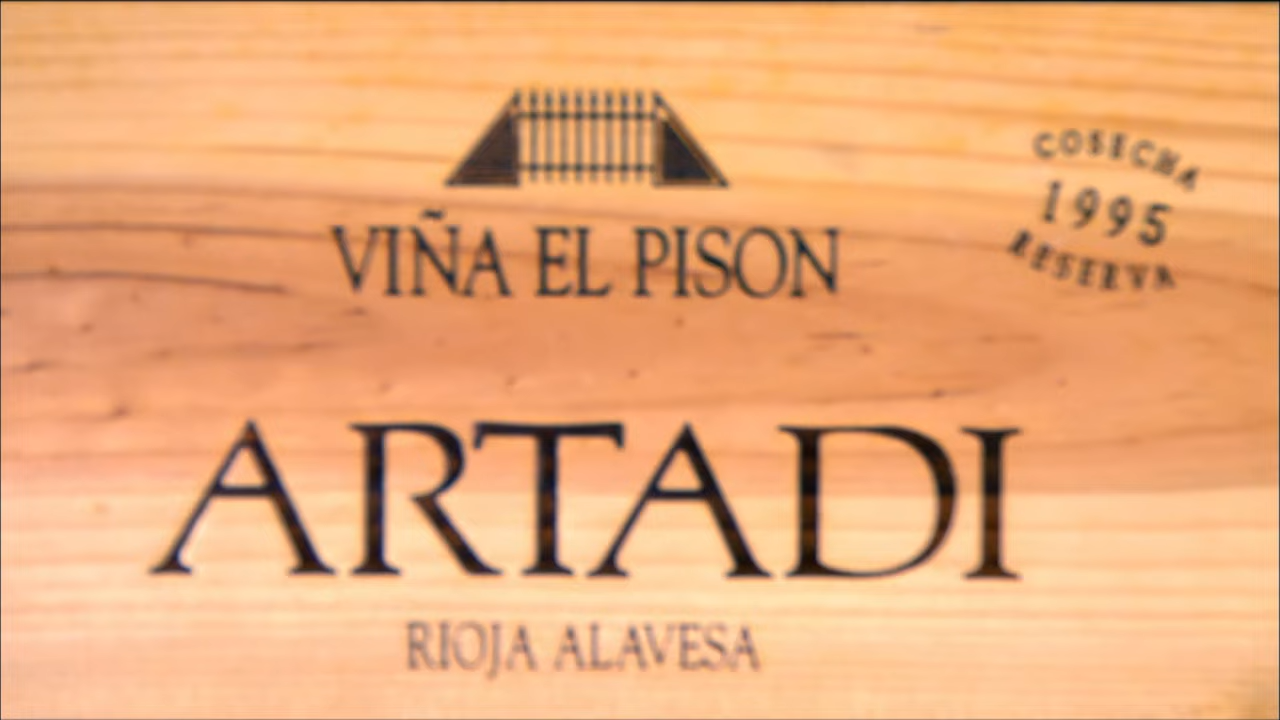 VIÑA EL PISON
COSECHA
1995
RESERVA
ARTADI
RIOJA ALAVESA